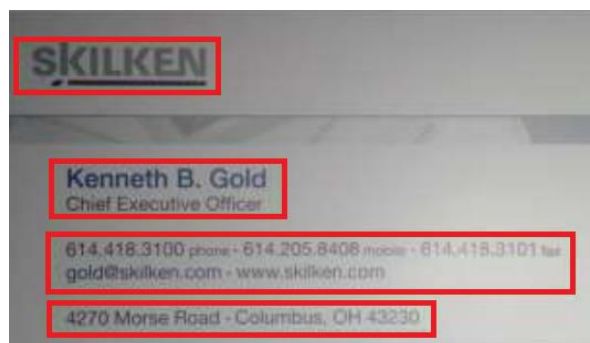 SKILKEN
Kenneth B. Gold
Chief Executive Officer
614.418.3100 phone - 614.205.8408 mobile - 614.418.3101 fax
gold@skilken.com - www.skilken.com
4270 Morse Road - Columbus, OH 43230